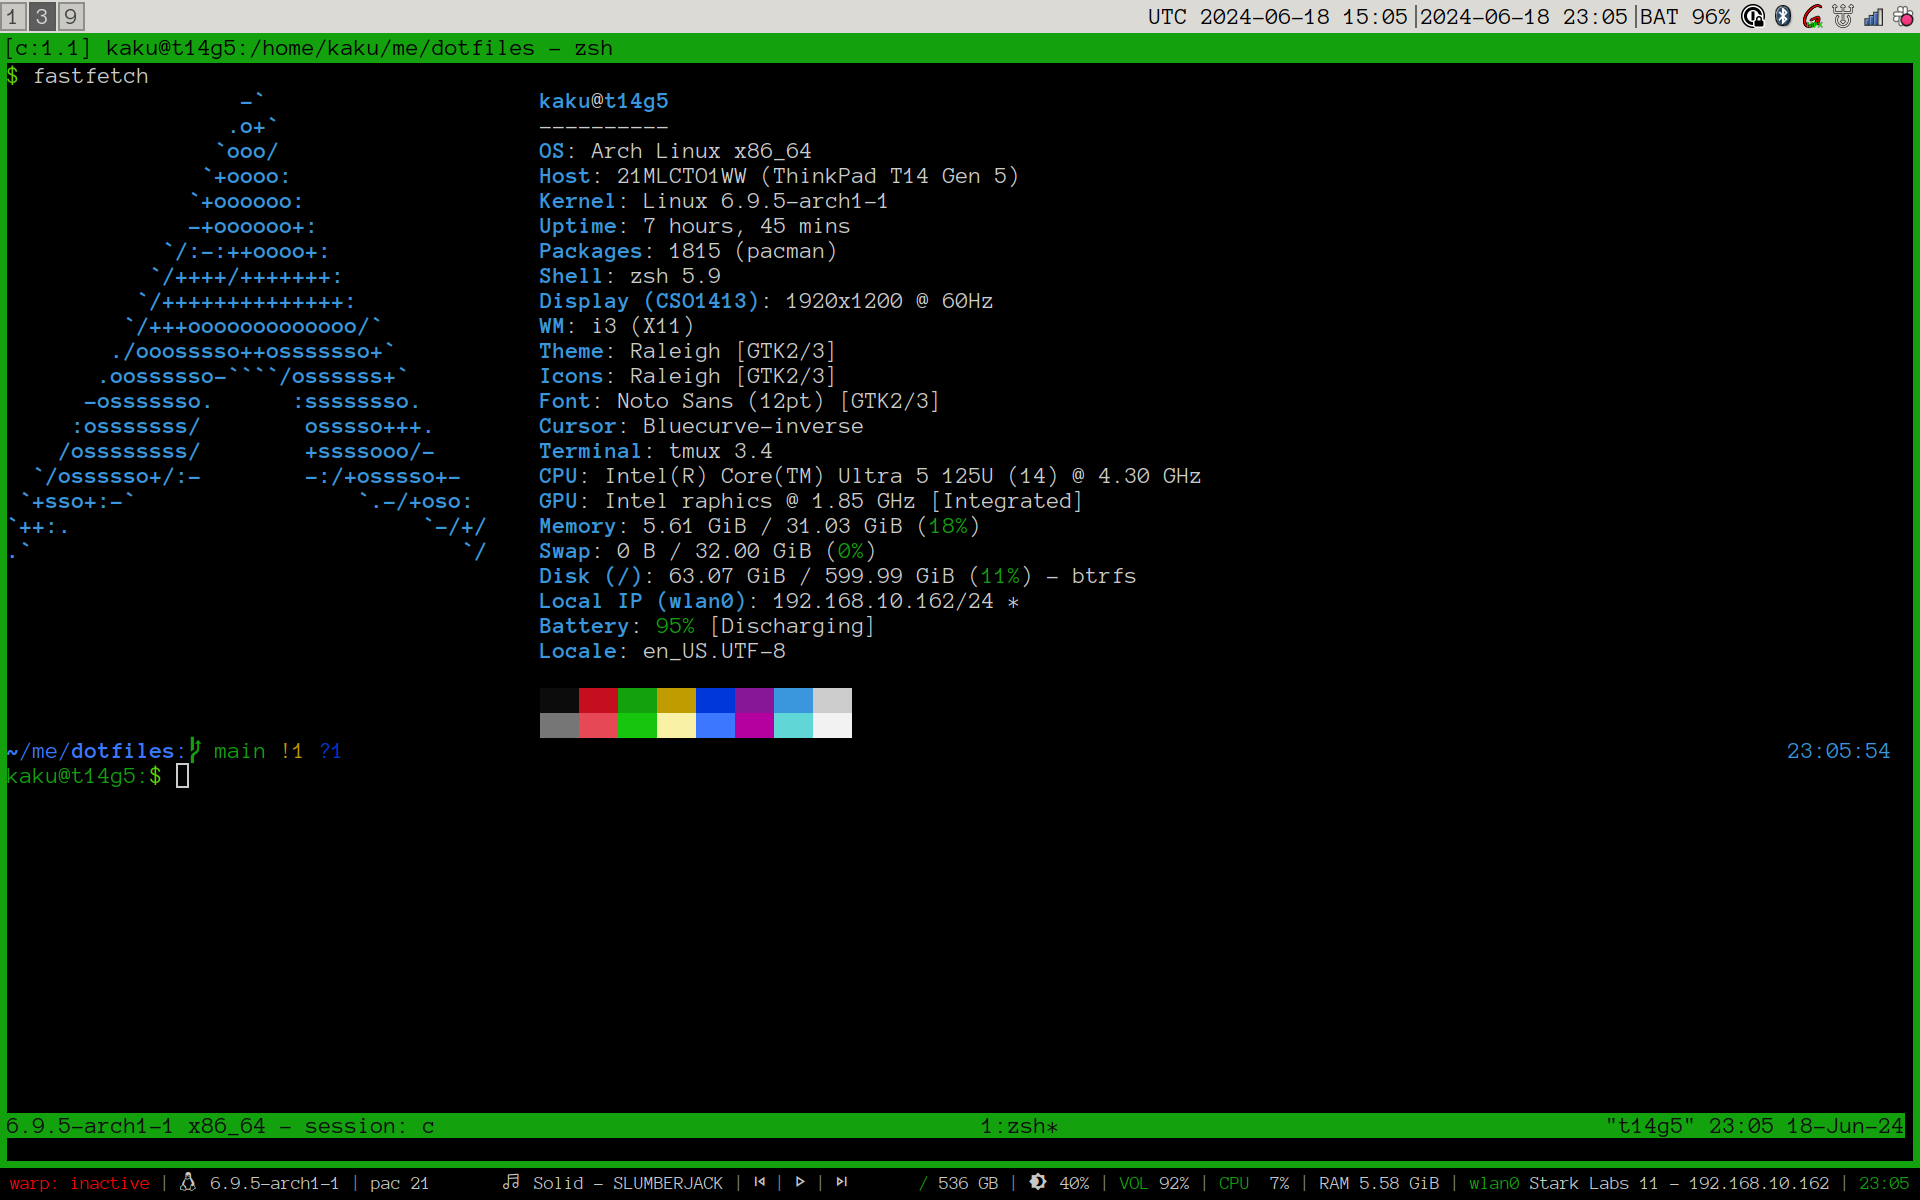 1 3 9 UTC 2024-06-18 15:05 |2024-06-18 23:05 |BAT 96%
[c:1.1] kaku@t14g5:/home/kaku/me/dotfiles - zsh
$ fastfetch
-` kaku@t14g5
.o+` ----------
`ooo/ OS: Arch Linux x86_64
`+oooo: Host: 21MLCTO1WW (ThinkPad T14 Gen 5)
`+oooooo: Kernel: Linux 6.9.5-arch1-1
-+oooooo+: Uptime: 7 hours, 45 mins
`/:-:++oooo+: Packages: 1815 (pacman)
`/++++/+++++++: Shell: zsh 5.9
`/++++++++++++++: Display (CSO1413): 1920x1200 @ 60Hz
`/+++ooooooooooooo/` WM: i3 (X11)
./ooosssso++osssssso+` Theme: Raleigh [GTK2/3]
.oossssso-````/ossssss+` Icons: Raleigh [GTK2/3]
-osssssso. :ssssssso. Font: Noto Sans (12pt) [GTK2/3]
:osssssss/ osssso+++. Cursor: Bluecurve-inverse
/ossssssss/ +ssssooo/- Terminal: tmux 3.4
`/ossssso+/:- -:/+osssso+- CPU: Intel(R) Core(TM) Ultra 5 125U (14) @ 4.30 GHz
`+sso+:-` `.-/+oso: GPU: Intel raphics @ 1.85 GHz [Integrated]
`++:. `-/+/ Memory: 5.61 GiB / 31.03 GiB (18%)
.` `/ Swap: 0 B / 32.00 GiB (0%)
Disk (/): 63.07 GiB / 599.99 GiB (11%) - btrfs
Local IP (wlan0): 192.168.10.162/24 *
Battery: 95% [Discharging]
Locale: en_US.UTF-8
~/me/dotfiles: main !1 ?1 23:05:54
kaku@t14g5:$
6.9.5-arch1-1 x86_64 - session: c 1:zsh* "t14g5" 23:05 18-Jun-24
warp: inactive | 6.9.5-arch1-1 | pac 21 Solid - SLUMBERJACK | | | / 536 GB | 40% | VOL 92% | CPU 7% | RAM 5.58 GiB | wlan0 Stark Labs 11 - 192.168.10.162 | 23:05